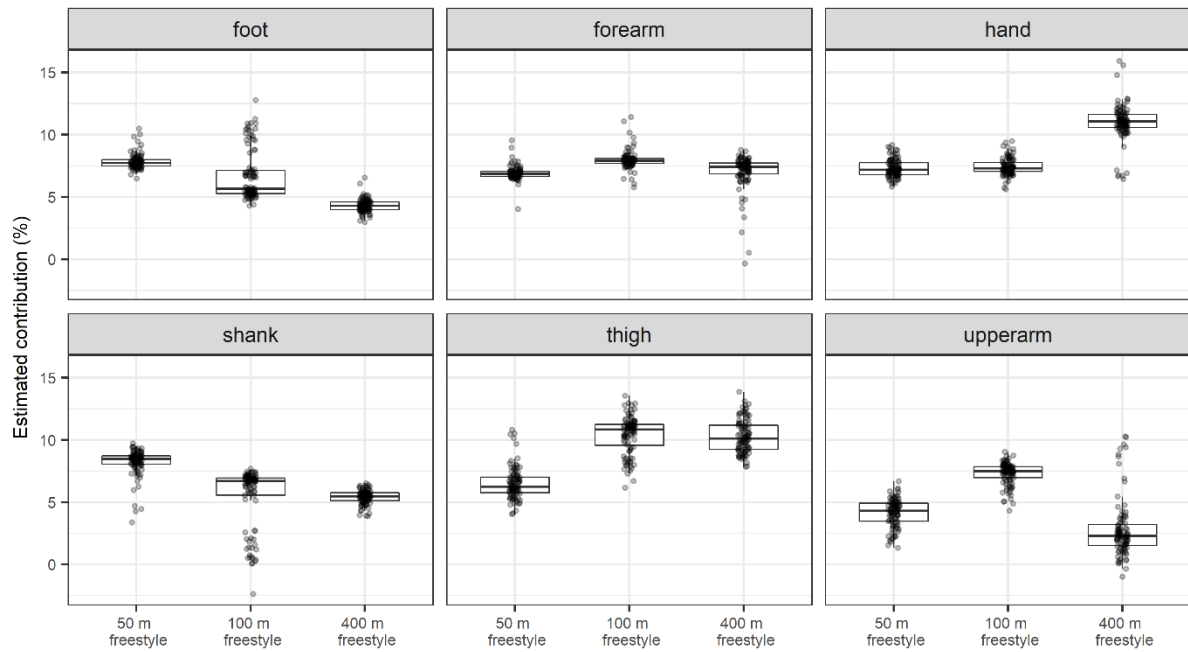 foot
forearm
hand
15
10
5
0
shank
thigh
upperarm
15
10
5
0
Estimated contribution (%)
50 m
freestyle
100 m
freestyle
400 m
freestyle
50 m
freestyle
100 m
freestyle
400 m
freestyle
50 m
freestyle
100 m
freestyle
400 m
freestyle